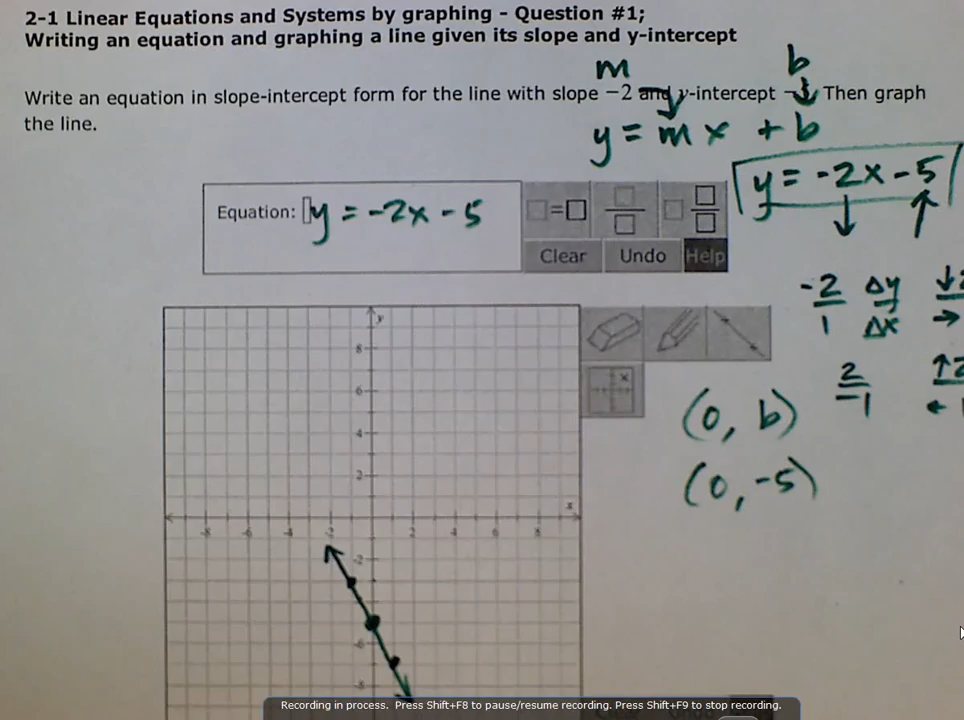 2-1 Linear Equations and Systems by graphing - Question #1;
Writing an equation and graphing a line given its slope and y-intercept
m b
Write an equation in slope-intercept form for the line with slope −2 and y-intercept Then graph
the line.
y = mx + b
y = -2x - 5
Equation: y = -2x - 5
□=□
Clear Undo Help
-2/1 Δy/Δx ↓2/→
2/-1 ↑2/←
(0, b)
(0, -5)
y
8
6
4
2
x
-8 -6 -4 -2 2 4 6 8
-2
-6
-8
Recording in process. Press Shift+F8 to pause/resume recording. Press Shift+F9 to stop recording.